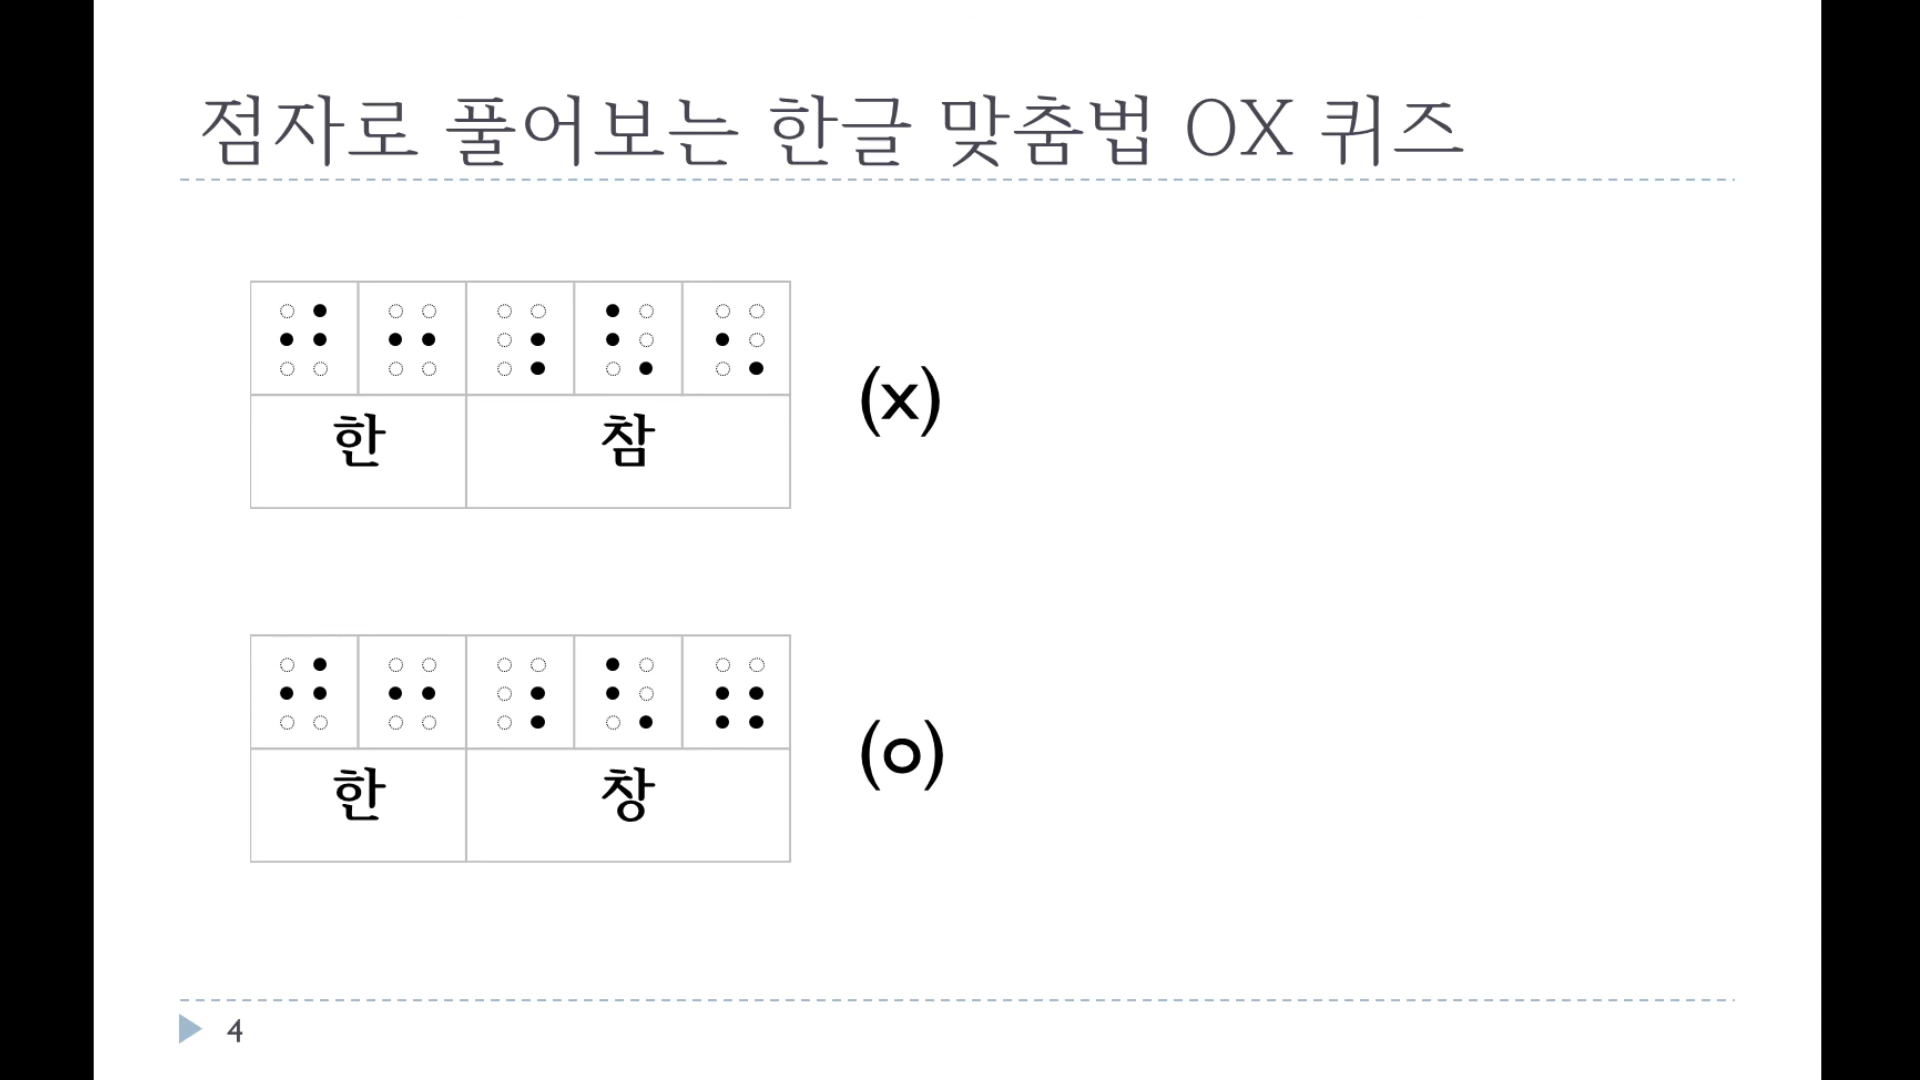 점자로 풀어보는 한글 맞춤법 OX 퀴즈
⠚⠒⠰⠣⠢
한 참 (x)
⠚⠒⠰⠣⠶
한 창 (o)
4